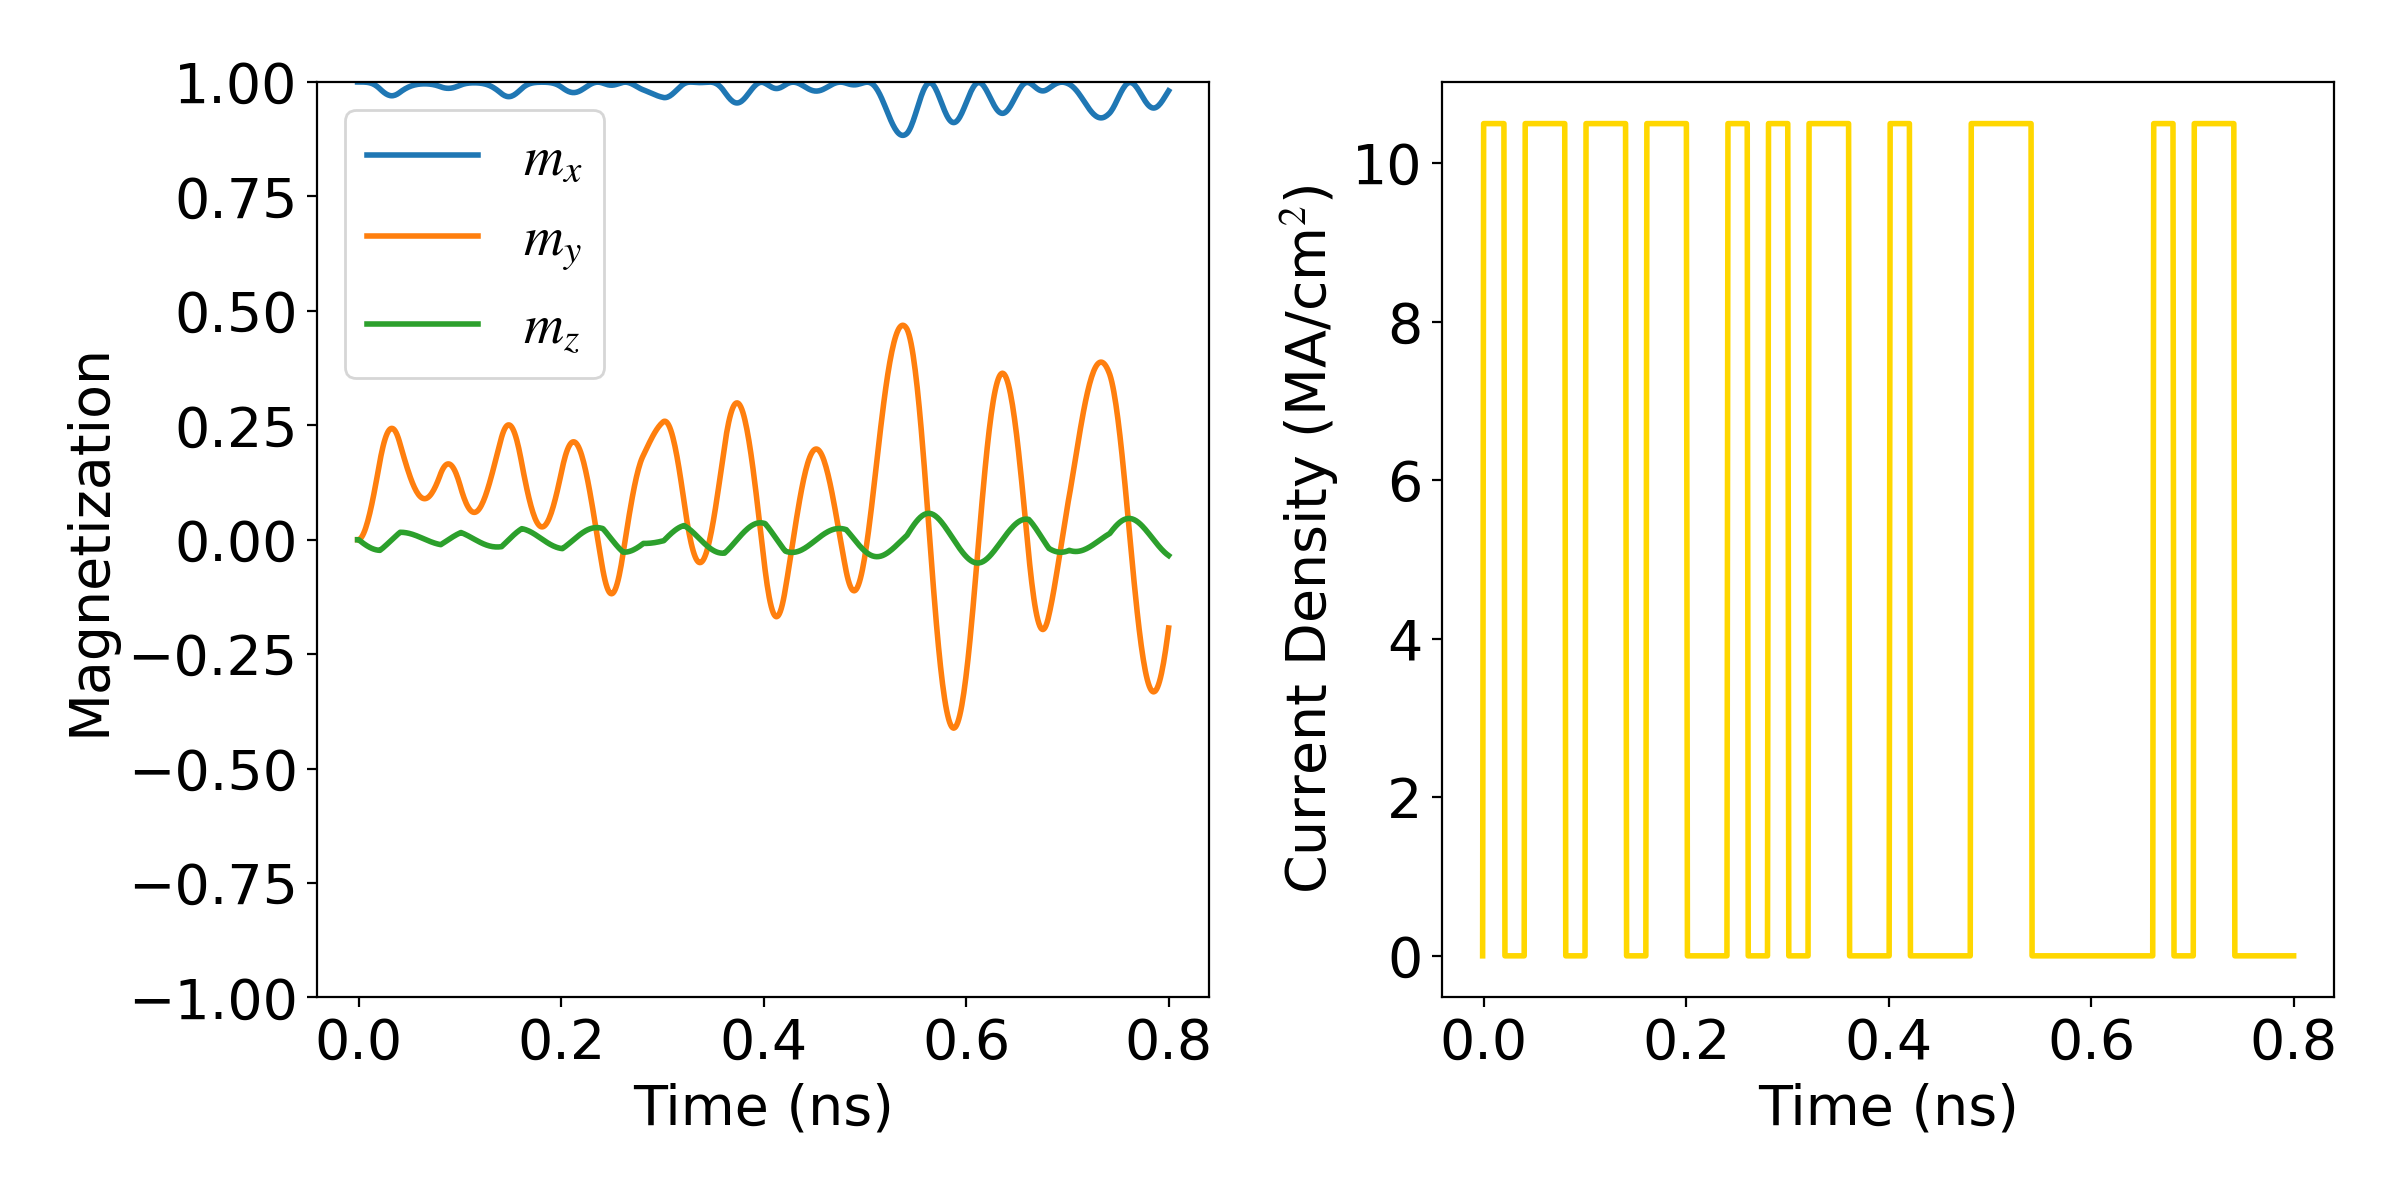 1.00
0.75
0.50
0.25
0.00
−0.25
−0.50
−0.75
−1.00
Magnetization
m_x
m_y
m_z
0.0 0.2 0.4 0.6 0.8
Time (ns)
10
8
6
4
2
0
Current Density (MA/cm²)
0.0 0.2 0.4 0.6 0.8
Time (ns)